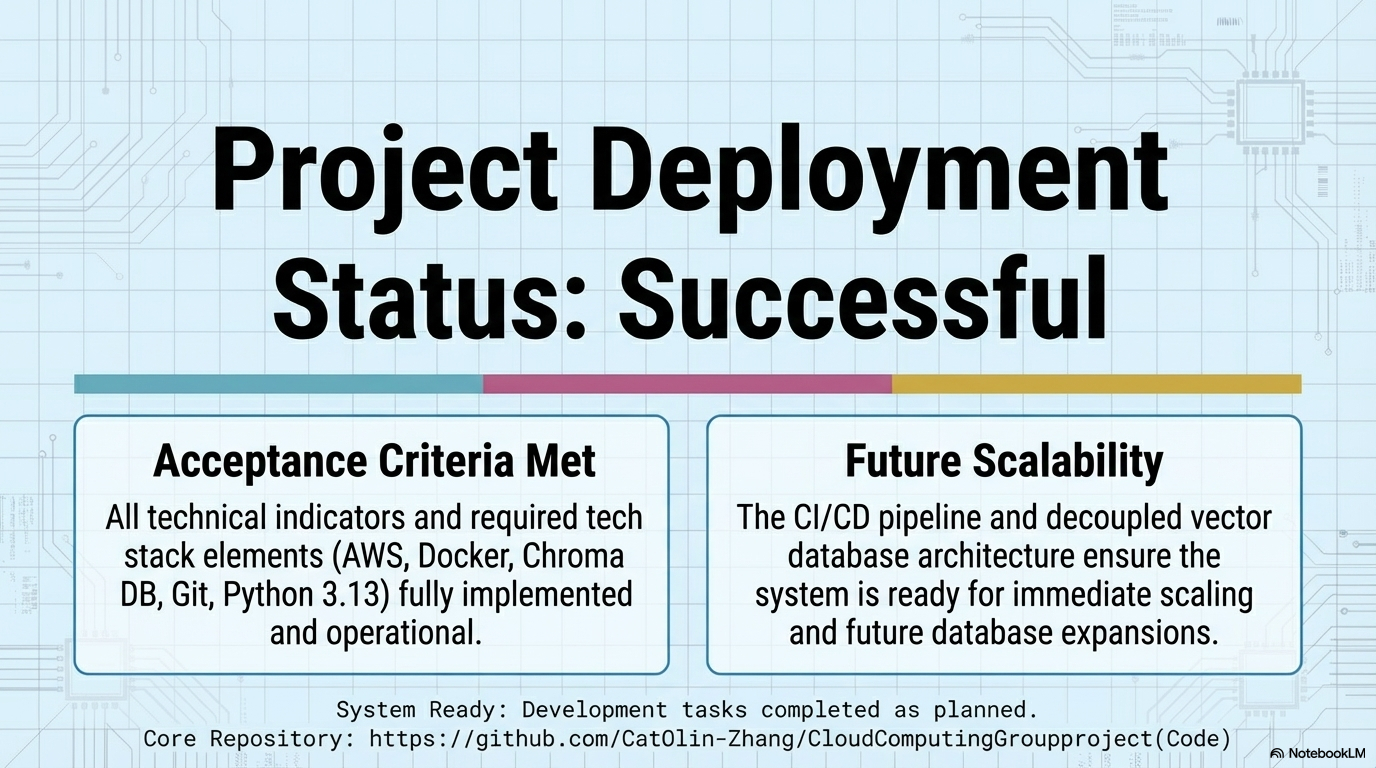 Project Deployment
Status: Successful
Acceptance Criteria Met
All technical indicators and required tech
stack elements (AWS, Docker, Chroma
DB, Git, Python 3.13) fully implemented
and operational.
Future Scalability
The CI/CD pipeline and decoupled vector
database architecture ensure the
system is ready for immediate scaling
and future database expansions.
System Ready: Development tasks completed as planned.
Core Repository: https://github.com/CatOlin-Zhang/CloudComputingGroupproject(Code)
NotebookLM